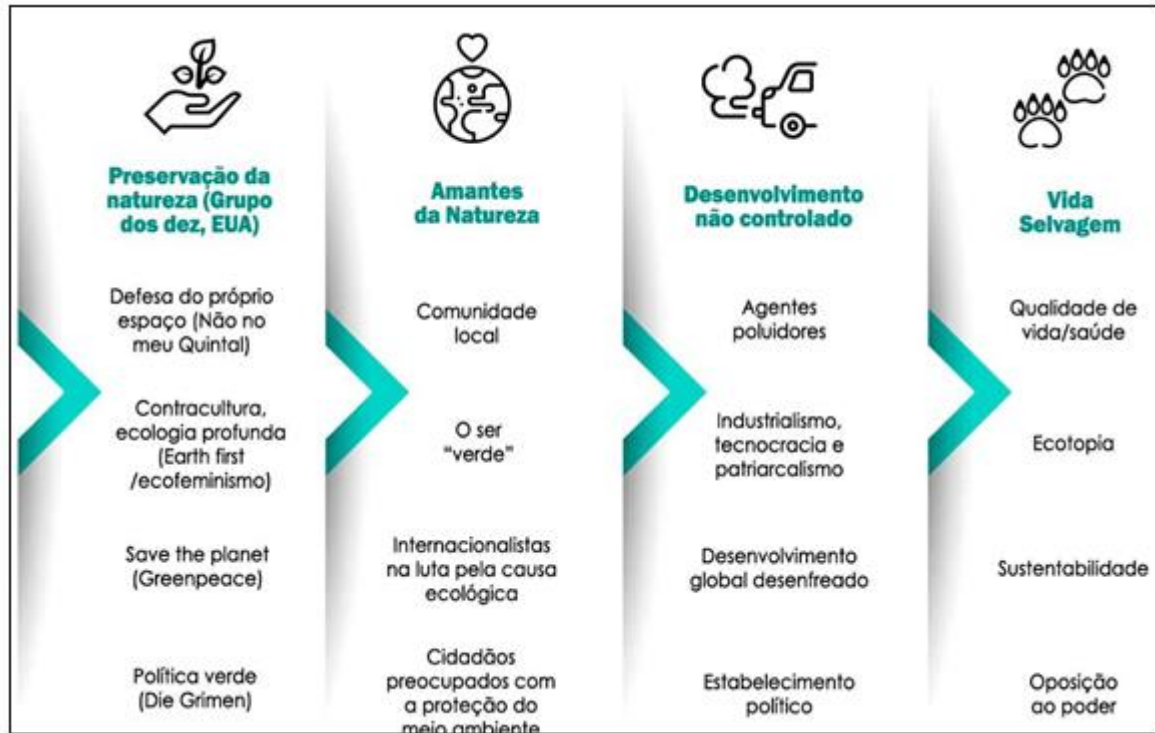 Preservação da
natureza (Grupo
dos dez, EUA)
Amantes
da Natureza
Desenvolvimento
não controlado
Vida
Selvagem
Defesa do próprio
espaço (Não no
meu Quintal)
Comunidade
local
Agentes
poluidores
Qualidade de
vida/saúde
Contracultura,
ecologia profunda
(Earth first
/ecofeminismo)
O ser
"verde"
Industrialismo,
tecnocracia e
patriarcalismo
Ecotopia
Save the planet
(Greenpeace)
Internacionalistas
na luta pela causa
ecológica
Desenvolvimento
global desenfreado
Sustentabilidade
Política verde
(Die Grimen)
Cidadãos
preocupados com
a proteção do
meio ambiente
Estabelecimento
político
Oposição
ao poder